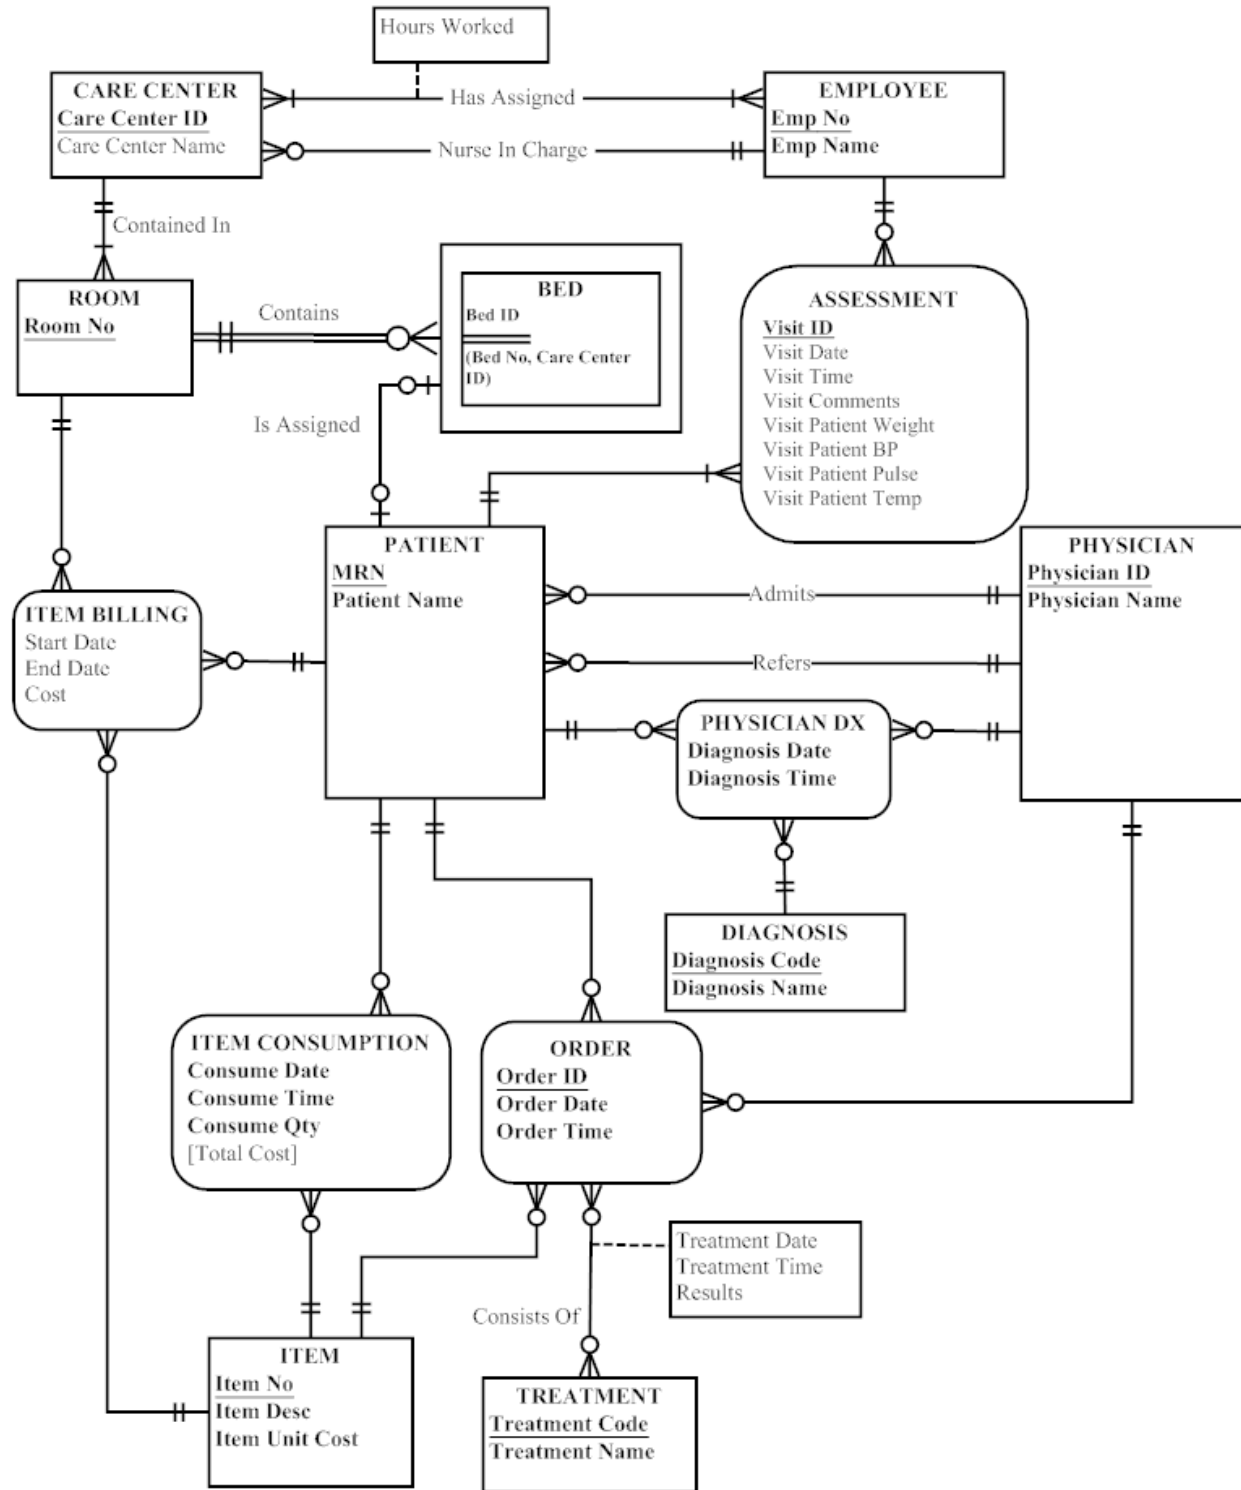 Hours Worked
CARE CENTER
Care Center ID
Care Center Name
Has Assigned
Nurse In Charge
EMPLOYEE
Emp No
Emp Name
Contained In
ROOM
Room No
Contains
BED
Bed ID
(Bed No, Care Center
ID)
Is Assigned
ASSESSMENT
Visit ID
Visit Date
Visit Time
Visit Comments
Visit Patient Weight
Visit Patient BP
Visit Patient Pulse
Visit Patient Temp
PATIENT
MRN
Patient Name
Admits
Refers
PHYSICIAN
Physician ID
Physician Name
ITEM BILLING
Start Date
End Date
Cost
PHYSICIAN DX
Diagnosis Date
Diagnosis Time
DIAGNOSIS
Diagnosis Code
Diagnosis Name
ITEM CONSUMPTION
Consume Date
Consume Time
Consume Qty
[Total Cost]
ORDER
Order ID
Order Date
Order Time
Treatment Date
Treatment Time
Results
Consists Of
ITEM
Item No
Item Desc
Item Unit Cost
TREATMENT
Treatment Code
Treatment Name